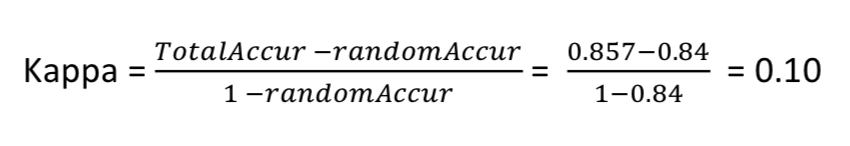 Kappa = TotalAccur −randomAccur / 1 −randomAccur = 0.857−0.84 / 1−0.84 = 0.10